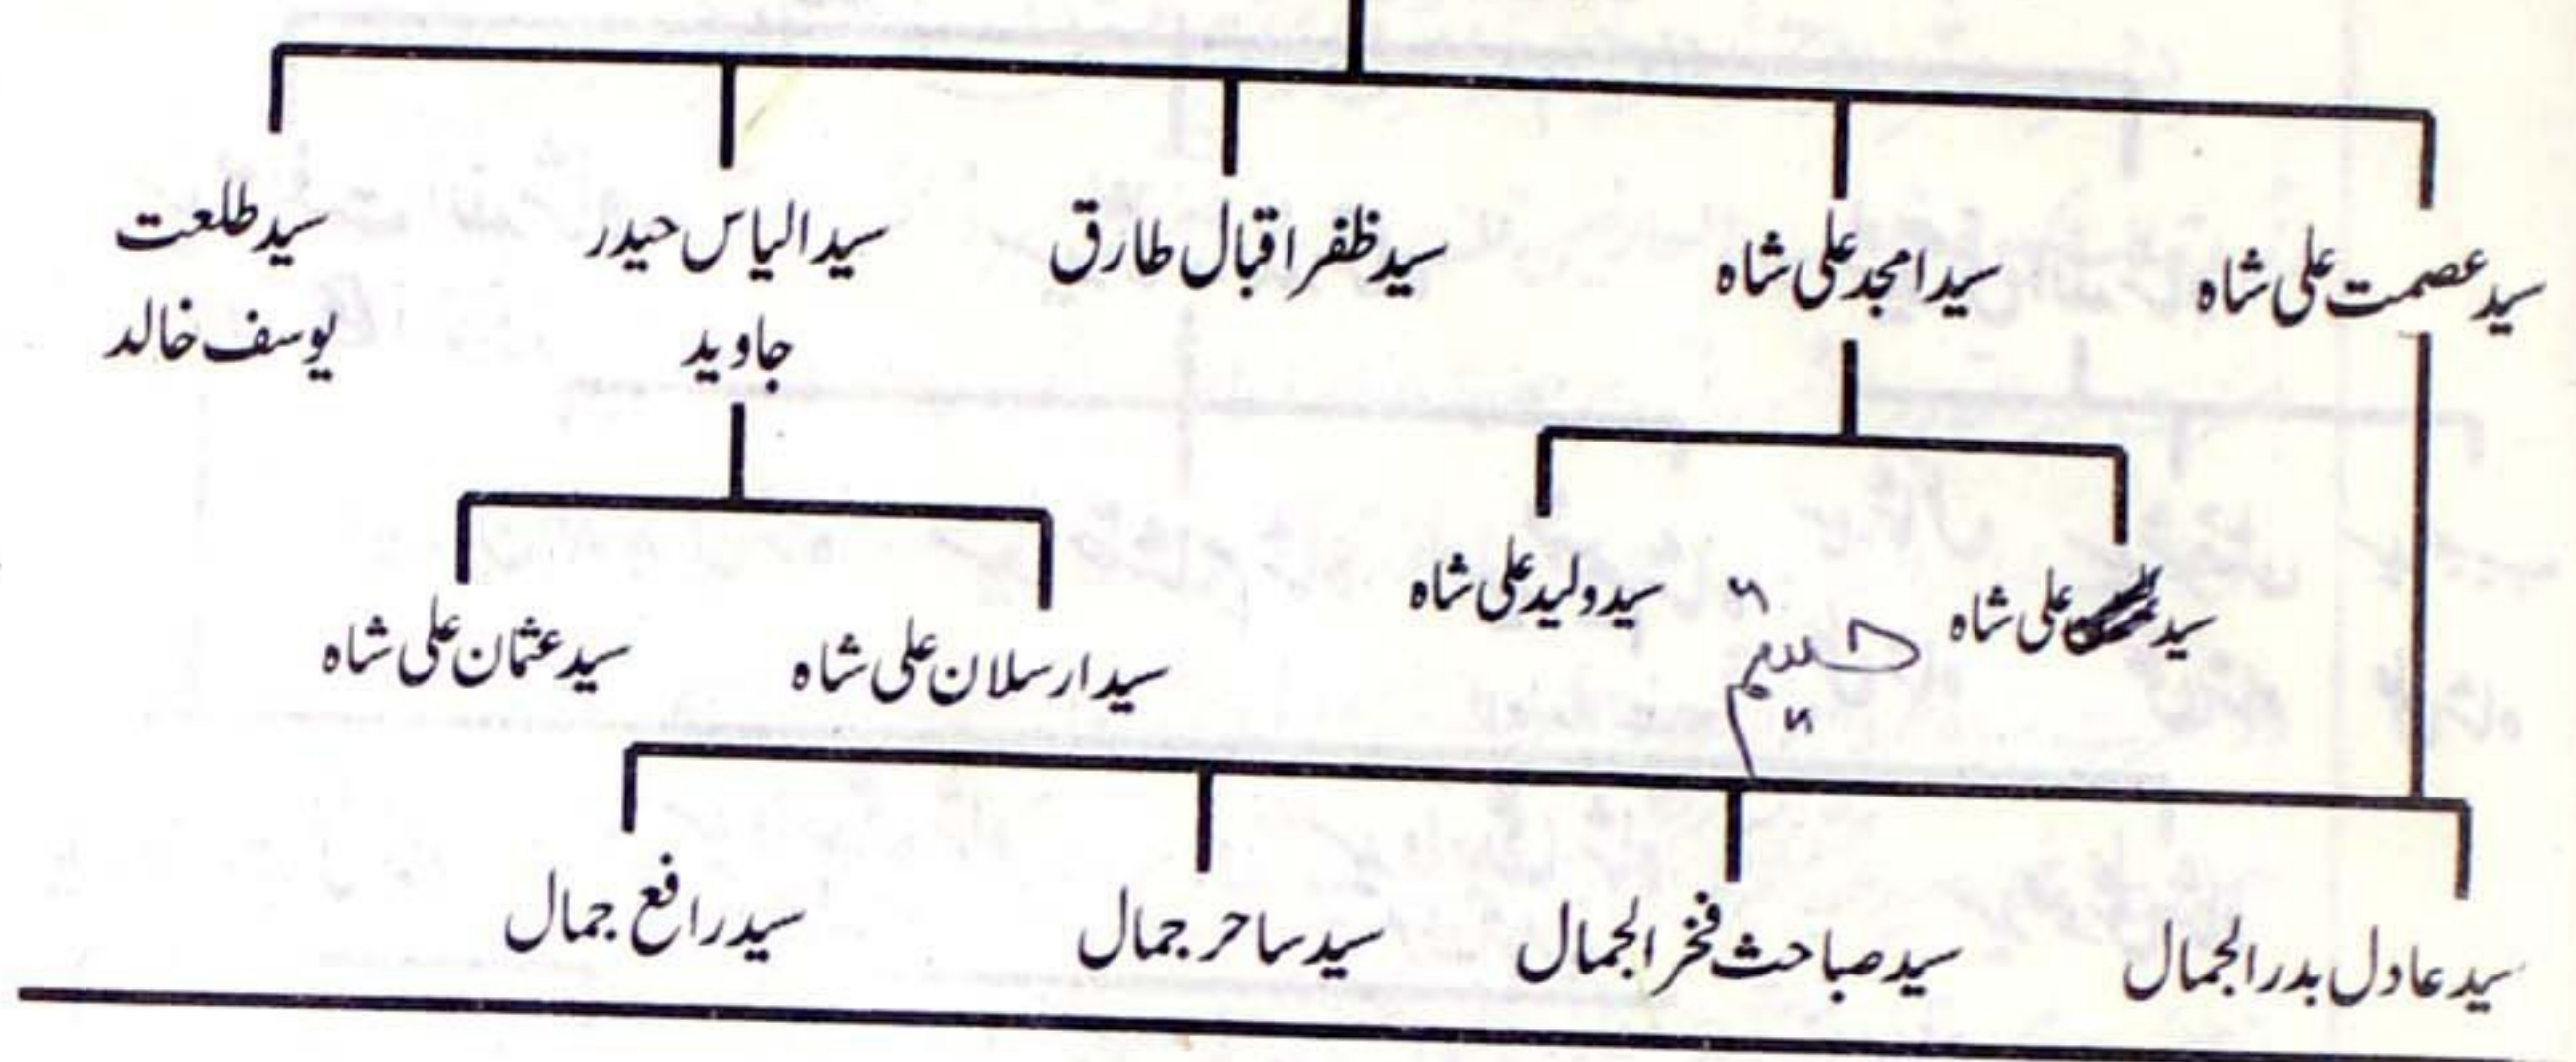 سید عصمت علی شاہ
سید امجد علی شاہ
سید ظفر اقبال طارق
سید الیاس حیدر
جاوید
سید طلعت
یوسف خالد
سید علی شاہ
سید ولید علی شاہ
سید ارسلان علی شاہ
سید عثمان علی شاہ
سید عادل بدر الجمال
سید صباحث فخر الجمال
سید ساحر جمال
سید رافع جمال